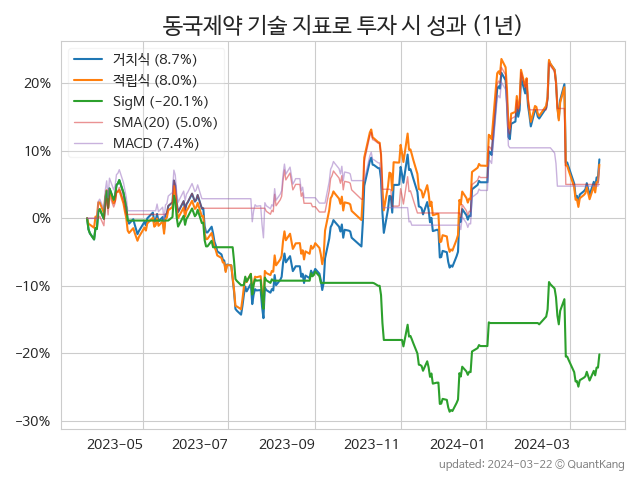 동국제약 기술 지표로 투자 시 성과 (1년)
거치식 (8.7%)
적립식 (8.0%)
SigM (−20.1%)
SMA(20) (5.0%)
MACD (7.4%)
20%
10%
0%
−10%
−20%
−30%
2023-05 2023-07 2023-09 2023-11 2024-01 2024-03
updated: 2024-03-22 © QuantKang